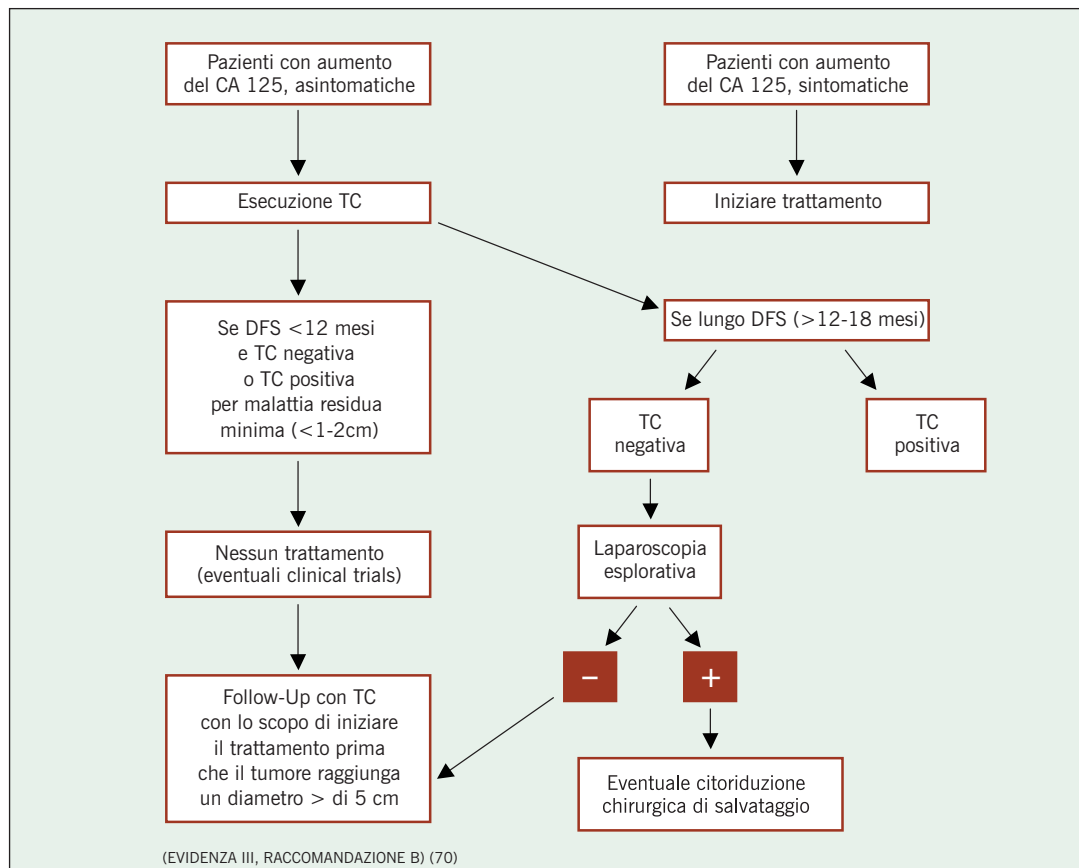 Pazienti con aumento
del CA 125, asintomatiche
Pazienti con aumento
del CA 125, sintomatiche
Esecuzione TC
Iniziare trattamento
Se DFS <12 mesi
e TC negativa
o TC positiva
per malattia residua
minima (<1-2cm)
Se lungo DFS (>12-18 mesi)
TC
negativa
TC
positiva
Nessun trattamento
(eventuali clinical trials)
Laparoscopia
esplorativa
–
+
Follow-Up con TC
con lo scopo di iniziare
il trattamento prima
che il tumore raggiunga
un diametro > di 5 cm
Eventuale citoriduzione
chirurgica di salvataggio
(EVIDENZA III, RACCOMANDAZIONE B) (70)